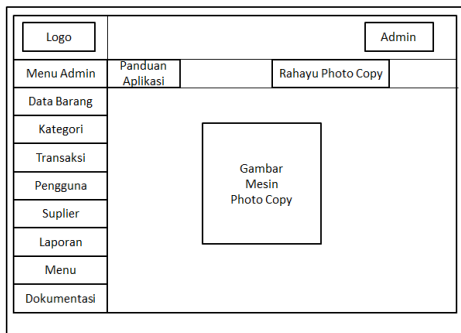 Logo
Admin
Menu Admin
Panduan
Aplikasi
Rahayu Photo Copy
Data Barang
Kategori
Transaksi
Pengguna
Suplier
Laporan
Menu
Dokumentasi
Gambar
Mesin
Photo Copy